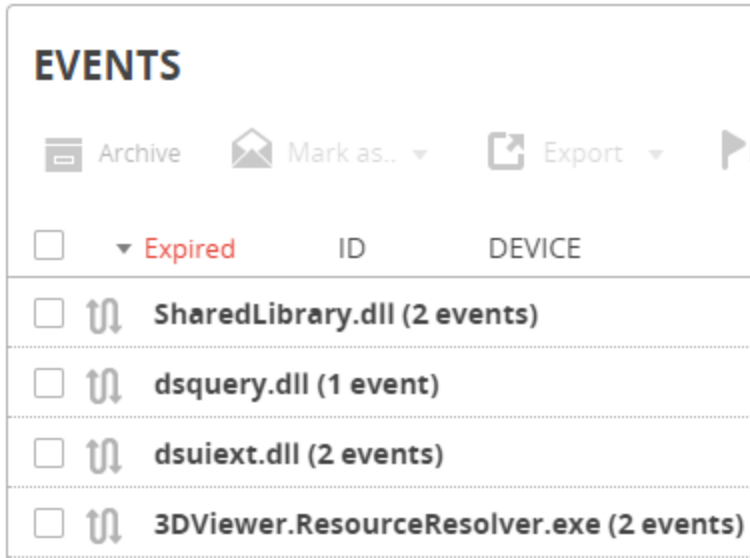 EVENTS
Archive Mark as.. Export
Expired ID DEVICE
SharedLibrary.dll (2 events)
dsquery.dll (1 event)
dsuiext.dll (2 events)
3DViewer.ResourceResolver.exe (2 events)